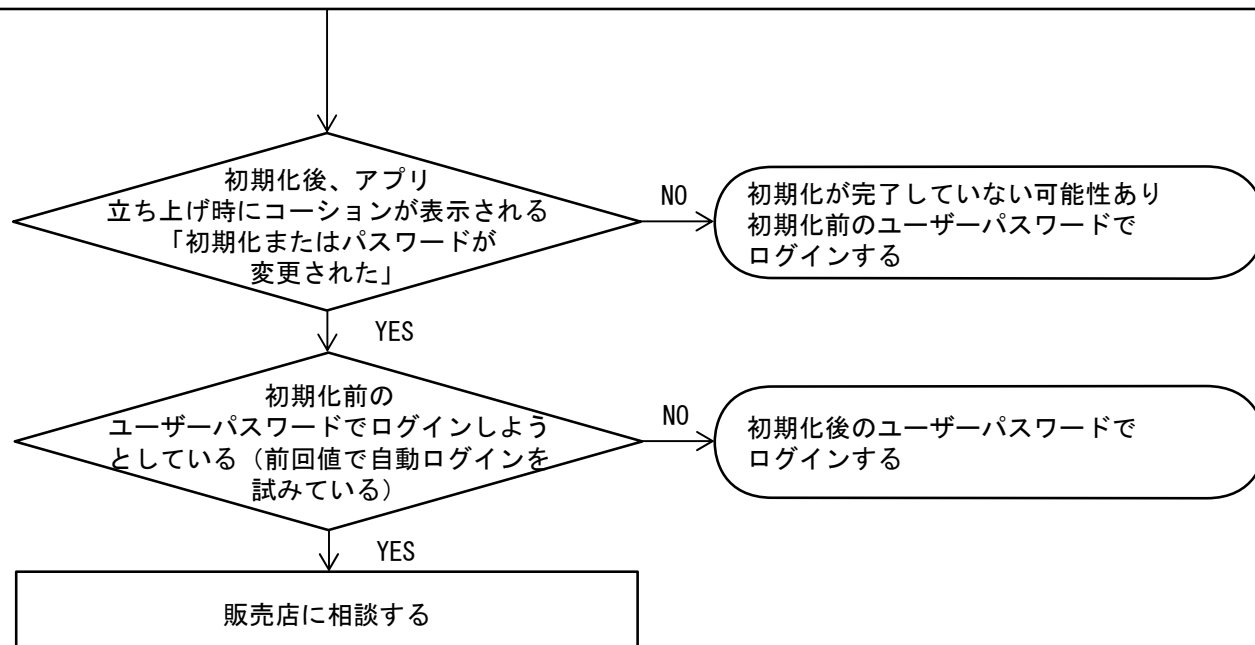 初期化後、アプリ
立ち上げ時にコーションが表示される
「初期化またはパスワードが
変更された」
NO
初期化が完了していない可能性あり
初期化前のユーザーパスワードで
ログインする
YES
初期化前の
ユーザーパスワードでログインしよう
としている（前回値で自動ログインを
試みている）
NO
初期化後のユーザーパスワードで
ログインする
YES
販売店に相談する